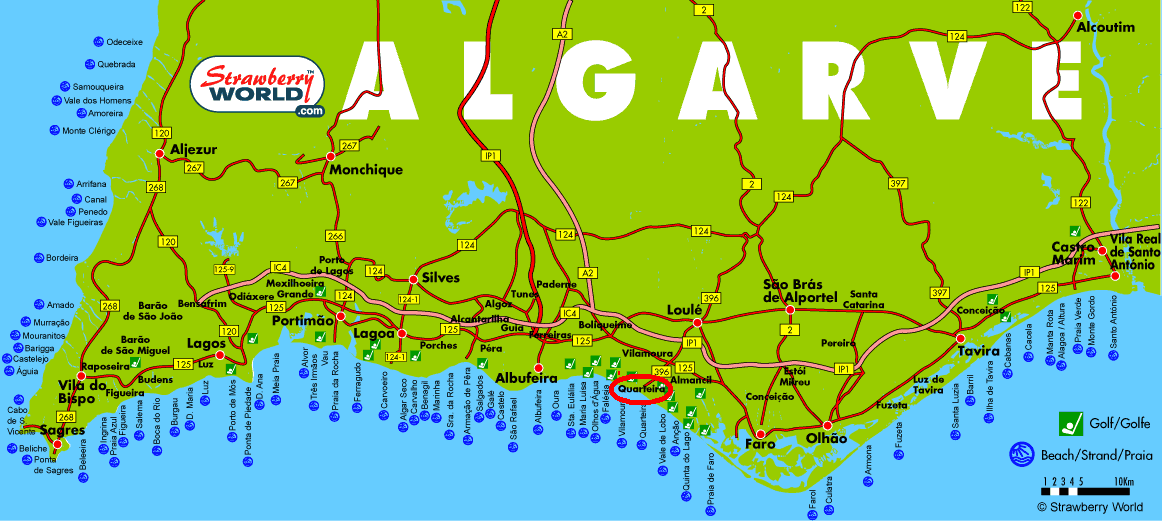 ALGARVE
Strawberry™
WORLD
.com
Odeceixe
Quebrada
Samouqueira
Vale dos Homens
Amoreira
Monte Clérigo
Arrifana
Canal
Penedo
Vale Figueiras
Bordeira
Amado
Murração
Mouranitos
Barigga
Castelejo
Águia
Cabo
de S.
Vicente
Beliche
Ponta
de Sagres
120
Aljezur
267
268
267
Monchique
267
120
266
125-9
IC4
Porto
de Lagos
124
Mexilhoeira
Grande
Odiáxere
Bensafrim
125
124
Portimão
268
Barão
de São João
120
Barão
de São Miguel
Lagos
Luz
125
Raposeira
Budens
Figueira
Vila do
Bispo
268
Sagres
A2
IP1
2
122
124
Alcoutim
2
124
397
122
124
124
124
A2
Silves
124-1
Algoz
Tunes
Paderne
Alcantarilha
Guia
IC4
Ferreiras
Boliqueime
Lagoa
125
Porches
124-1
Pêra
Albufeira
396
Loulé
São Brás
de Alportel
Santa
Catarina
2
397
IP1
125
Castro
Marim
Vila Real
de Santo
António
Conceição
IP1
Vilamoura
396
125
Quarteira
Almancil
Estói
Milreu
Pereiro
IP1
Tavira
Conceição
Luz de
Tavira
Fuzeta
Faro
Olhão
Beleeira
Ingrina
Praia Azul
Figueira
Salema
Boca do Rio
Burgau
D. Maria
Luz
Porto de Mós
Ponta de Piedade
D. Ana
Meia Praia
Alvor
Três Irmãos
Vau
Praia da Rocha
Ferragudo
Carvoeiro
Algar Seco
Carvalho
Benagil
Marinha
Sra. da Rocha
Armação de Pêra
Salgados
Galé
Castelo
São Rafael
Albufeira
Oura
Sta. Eulália
Maria Luisa
Olhos d'Água
Falésia
Vilamoura
Quarteira
Vale de Lobo
Anção
Quinta do Lago
Praia de Faro
Farol
Culatra
Armona
Fuzeta
Santa Luzia
Barril
Ilha de Tavira
Cabanas
Cacela
Manta Rota
Alagoa / Altura
Praia Verde
Monte Gordo
Santo António
Golf/Golfe
Beach/Strand/Praia
1 2 3 4 5 10Km
© Strawberry World